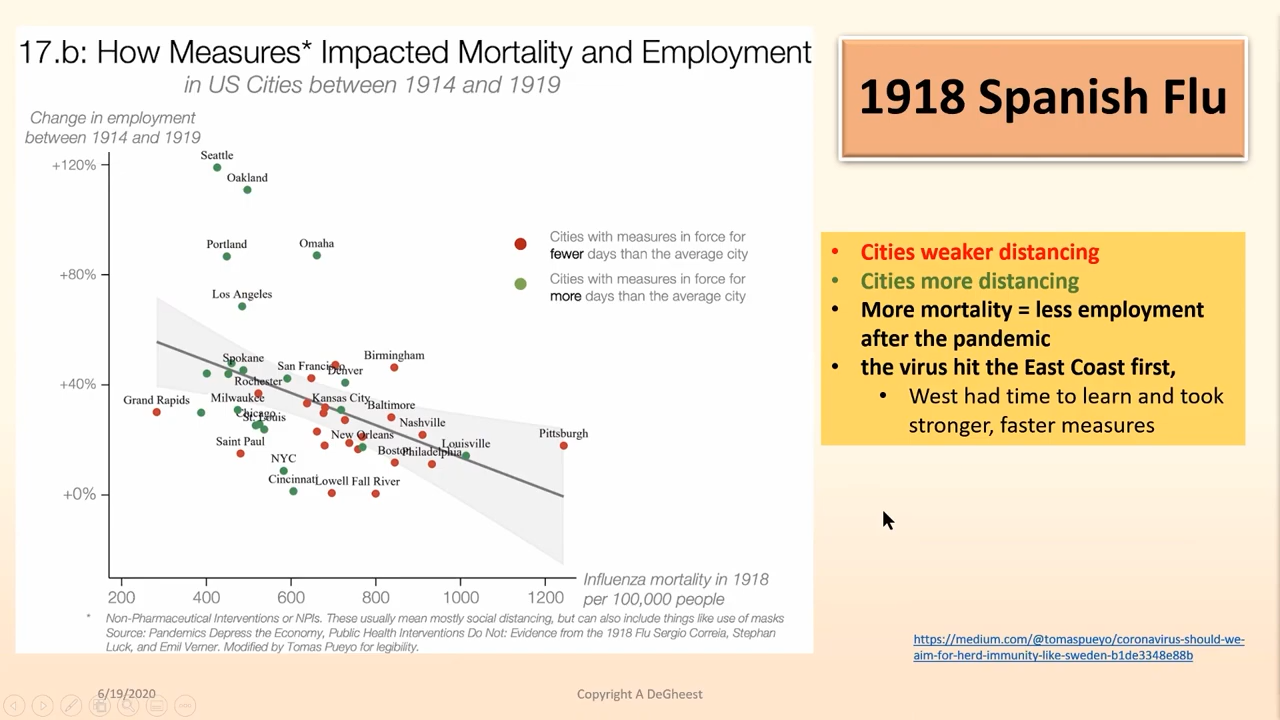 17.b: How Measures* Impacted Mortality and Employment
in US Cities between 1914 and 1919
Change in employment
between 1914 and 1919
+120%
+80%
+40%
+0%
Seattle
Oakland
Portland
Omaha
Los Angeles
Spokane
San Francisco
Denver
Birmingham
Rochester
Grand Rapids
Milwaukee
Kansas City
Baltimore
Chicago
St. Louis
Nashville
Saint Paul
New Orleans
Pittsburgh
Louisville
NYC
Boston
Philadelphia
Cincinnati
Lowell
Fall River
Cities with measures in force for
fewer days than the average city
Cities with measures in force for
more days than the average city
200
400
600
800
1000
1200
Influenza mortality in 1918
per 100,000 people
* Non-Pharmaceutical Interventions or NPIs. These usually mean mostly social distancing, but can also include things like use of masks
Source: Pandemics Depress the Economy, Public Health Interventions Do Not: Evidence from the 1918 Flu Sergio Correia, Stephan
Luck, and Emil Verner. Modified by Tomas Pueyo for legibility.
1918 Spanish Flu
• Cities weaker distancing
• Cities more distancing
• More mortality = less employment
after the pandemic
• the virus hit the East Coast first,
• West had time to learn and took
stronger, faster measures
https://medium.com/@tomaspueyo/coronavirus-should-we-
aim-for-herd-immunity-like-sweden-b1de3348e88b
6/19/2020
Copyright A DeGheest